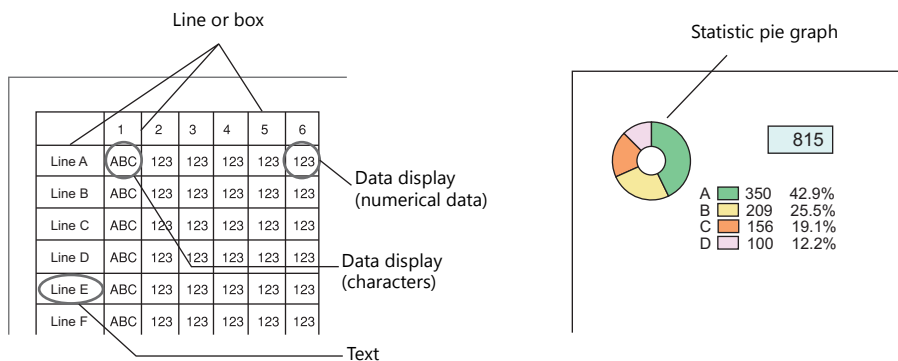 Line or box
1 2 3 4 5 6
Line A ABC 123 123 123 123 123
Line B ABC 123 123 123 123 123
Line C ABC 123 123 123 123 123
Line D ABC 123 123 123 123 123
Line E ABC 123 123 123 123 123
Line F ABC 123 123 123 123 123
Data display
(numerical data)
Data display
(characters)
Text
Statistic pie graph
815
A 350 42.9%
B 209 25.5%
C 156 19.1%
D 100 12.2%